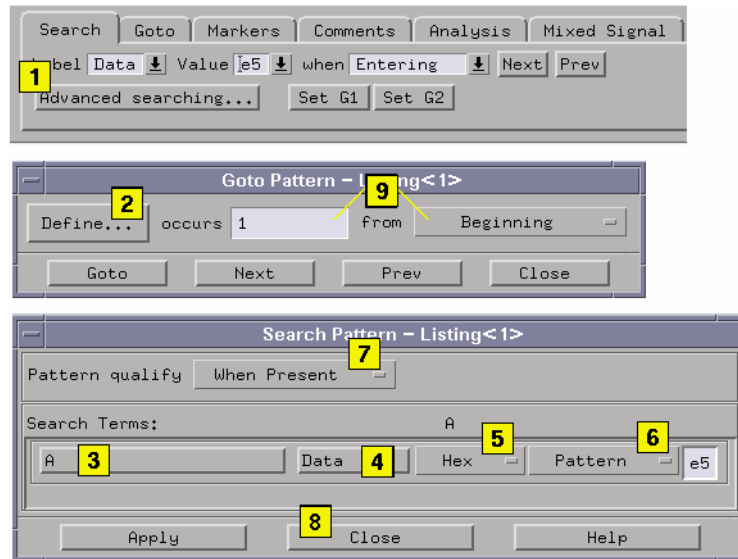 Search Goto Markers Comments Analysis Mixed Signal
bel Data Value e5 when Entering Next Prev
1
Advanced searching... Set G1 Set G2
Goto Pattern – L ng<1>
2 9
Define... occurs 1 from Beginning
Goto Next Prev Close
Search Pattern – Listing<1>
7
Pattern qualify When Present
Search Terms: A
5 6
A 3 Data 4 Hex Pattern e5
8
Apply Close Help